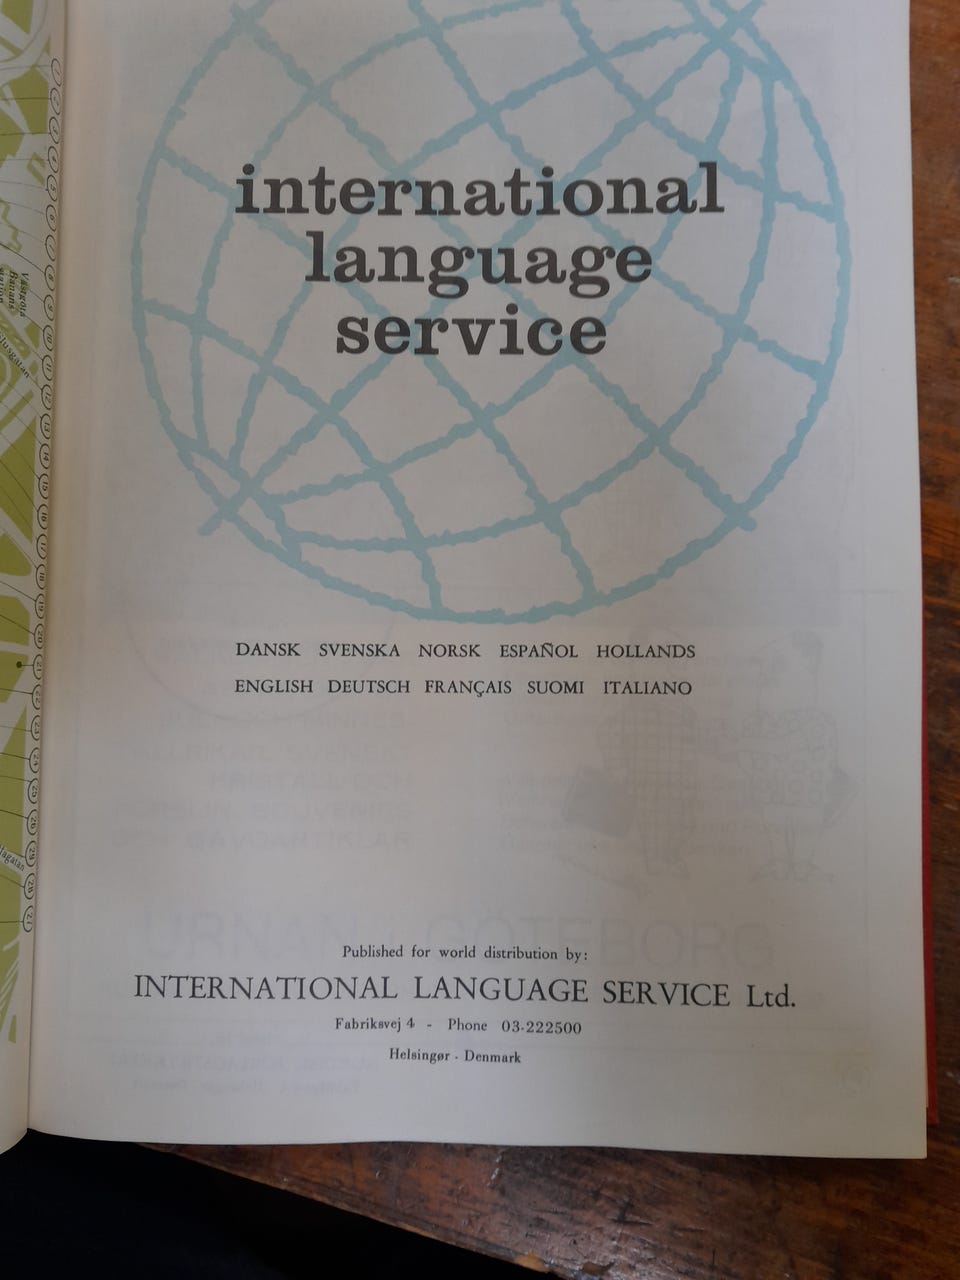 international
language
service
DANSK SVENSKA NORSK ESPAÑOL HOLLANDS
ENGLISH DEUTSCH FRANÇAIS SUOMI ITALIANO
Published for world distribution by:
INTERNATIONAL LANGUAGE SERVICE Ltd.
Fabriksvej 4 - Phone 03-222500
Helsingør - Denmark